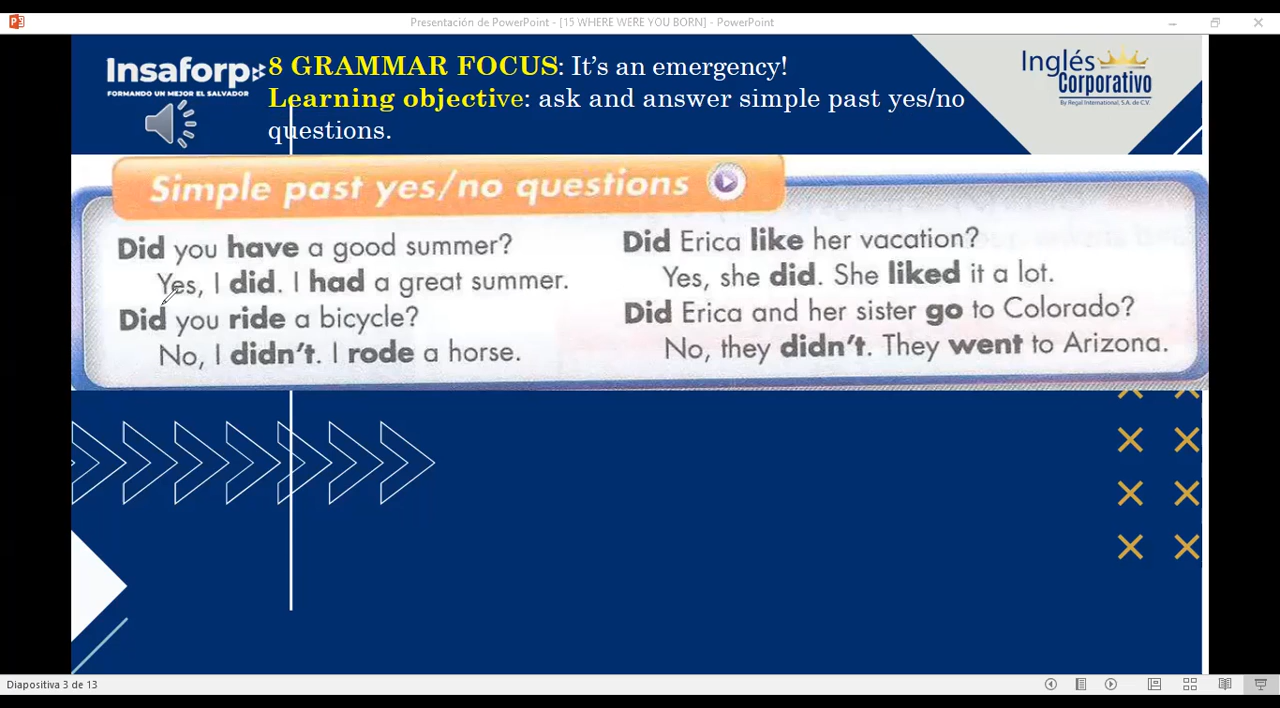 Presentación de PowerPoint - [15 WHERE WERE YOU BORN] - PowerPoint
Insaforp
FORMANDO UN MEJOR EL SALVADOR
8 GRAMMAR FOCUS: It's an emergency!
Learning objective: ask and answer simple past yes/no
questions.
Inglés
Corporativo
By Regal International, S.A. de C.V.
Simple past yes/no questions
Did you have a good summer?
Yes, I did. I had a great summer.
Did you ride a bicycle?
No, I didn't. I rode a horse.
Did Erica like her vacation?
Yes, she did. She liked it a lot.
Did Erica and her sister go to Colorado?
No, they didn't. They went to Arizona.
Diapositiva 3 de 13